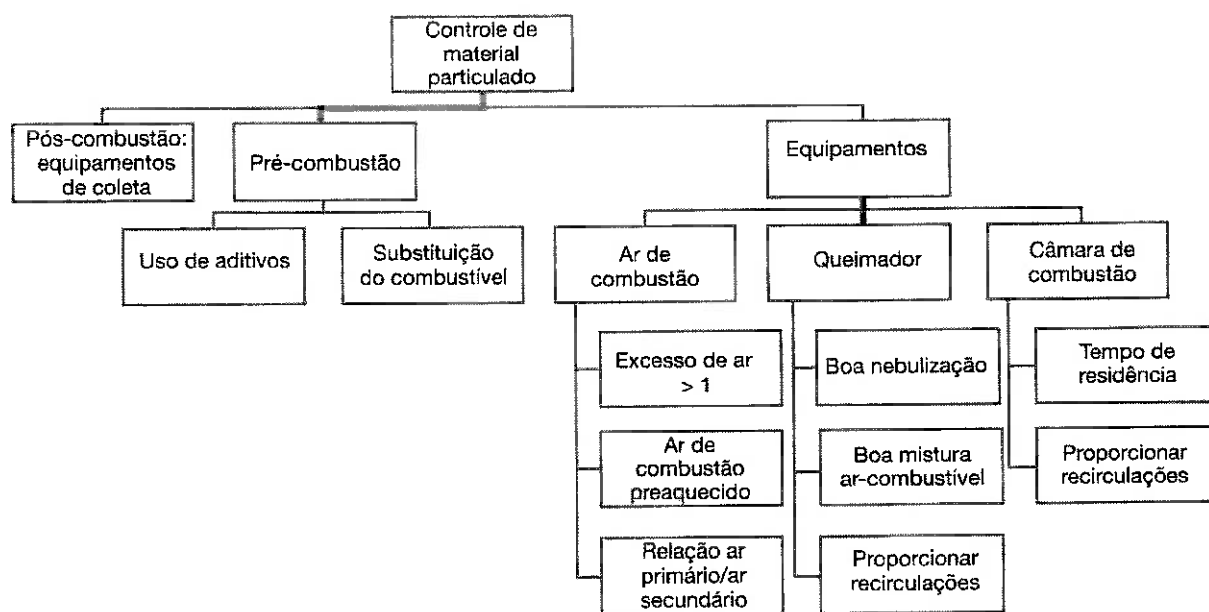 Controle de
material
particulado
Pós-combustão:
equipamentos
de coleta
Pré-combustão
Equipamentos
Uso de aditivos
Substituição
do combustível
Ar de
combustão
Queimador
Câmara de
combustão
Excesso de ar
> 1
Boa nebulização
Tempo de
residência
Ar de
combustão
preaquecido
Boa mistura
ar-combustível
Proporcionar
recirculações
Relação ar
primário/ar
secundário
Proporcionar
recirculações